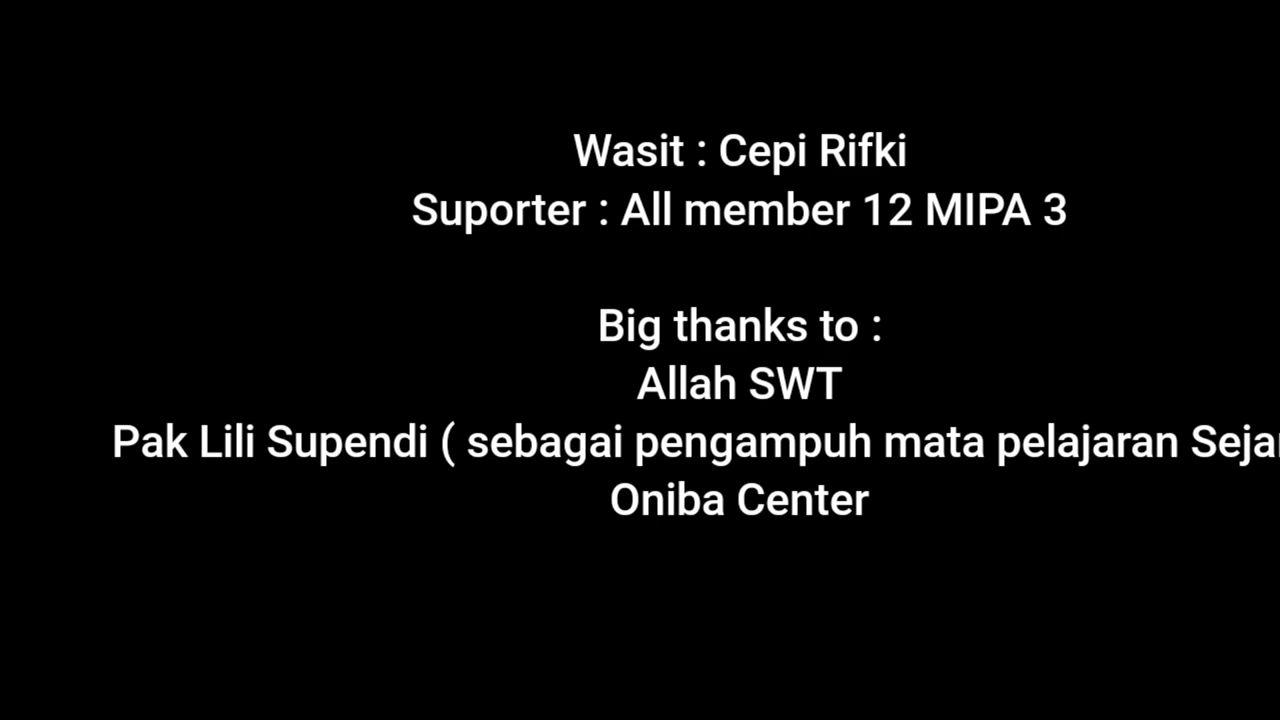 Wasit : Cepi Rifki
Suporter : All member 12 MIPA 3
Big thanks to :
Allah SWT
Pak Lili Supendi ( sebagai pengampuh mata pelajaran
Oniba Center